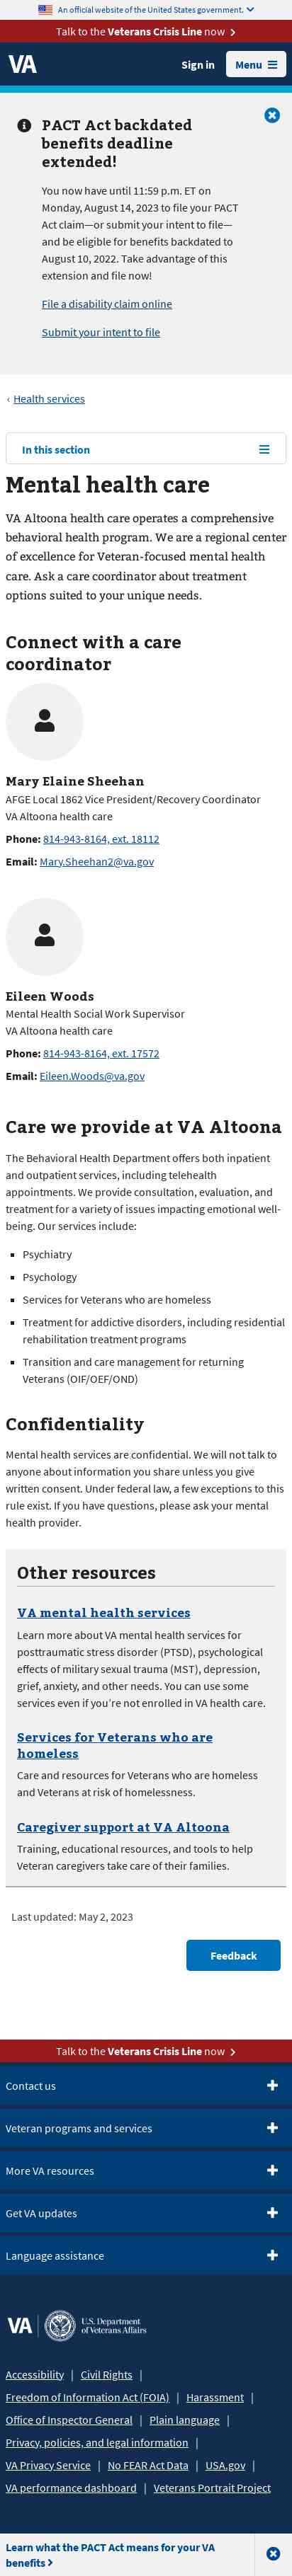 An official website of the United States government.
Talk to the Veterans Crisis Line now
VA
Sign in
Menu
PACT Act backdated
benefits deadline
extended!
You now have until 11:59 p.m. ET on
Monday, August 14, 2023 to file your PACT
Act claim—or submit your intent to file—
and be eligible for benefits backdated to
August 10, 2022. Take advantage of this
extension and file now!
File a disability claim online
Submit your intent to file
‹ Health services
In this section
Mental health care
VA Altoona health care operates a comprehensive
behavioral health program. We are a regional center
of excellence for Veteran-focused mental health
care. Ask a care coordinator about treatment
options suited to your unique needs.
Connect with a care
coordinator
Mary Elaine Sheehan
AFGE Local 1862 Vice President/Recovery Coordinator
VA Altoona health care
Phone: 814-943-8164, ext. 18112
Email: Mary.Sheehan2@va.gov
Eileen Woods
Mental Health Social Work Supervisor
VA Altoona health care
Phone: 814-943-8164, ext. 17572
Email: Eileen.Woods@va.gov
Care we provide at VA Altoona
The Behavioral Health Department offers both inpatient
and outpatient services, including telehealth
appointments. We provide consultation, evaluation, and
treatment for a variety of issues impacting emotional well-
being. Our services include:
▪ Psychiatry
▪ Psychology
▪ Services for Veterans who are homeless
▪ Treatment for addictive disorders, including residential
rehabilitation treatment programs
▪ Transition and care management for returning
Veterans (OIF/OEF/OND)
Confidentiality
Mental health services are confidential. We will not talk to
anyone about information you share unless you give
written consent. Under federal law, a few exceptions to this
rule exist. If you have questions, please ask your mental
health provider.
Other resources
VA mental health services
Learn more about VA mental health services for
posttraumatic stress disorder (PTSD), psychological
effects of military sexual trauma (MST), depression,
grief, anxiety, and other needs. You can use some
services even if you're not enrolled in VA health care.
Services for Veterans who are
homeless
Care and resources for Veterans who are homeless
and Veterans at risk of homelessness.
Caregiver support at VA Altoona
Training, educational resources, and tools to help
Veteran caregivers take care of their families.
Last updated: May 2, 2023
Feedback
Talk to the Veterans Crisis Line now
Contact us
Veteran programs and services
More VA resources
Get VA updates
Language assistance
VA U.S. Department
of Veterans Affairs
Accessibility | Civil Rights |
Freedom of Information Act (FOIA) | Harassment |
Office of Inspector General | Plain language |
Privacy, policies, and legal information |
VA Privacy Service | No FEAR Act Data | USA.gov |
VA performance dashboard | Veterans Portrait Project
Learn what the PACT Act means for your VA
benefits